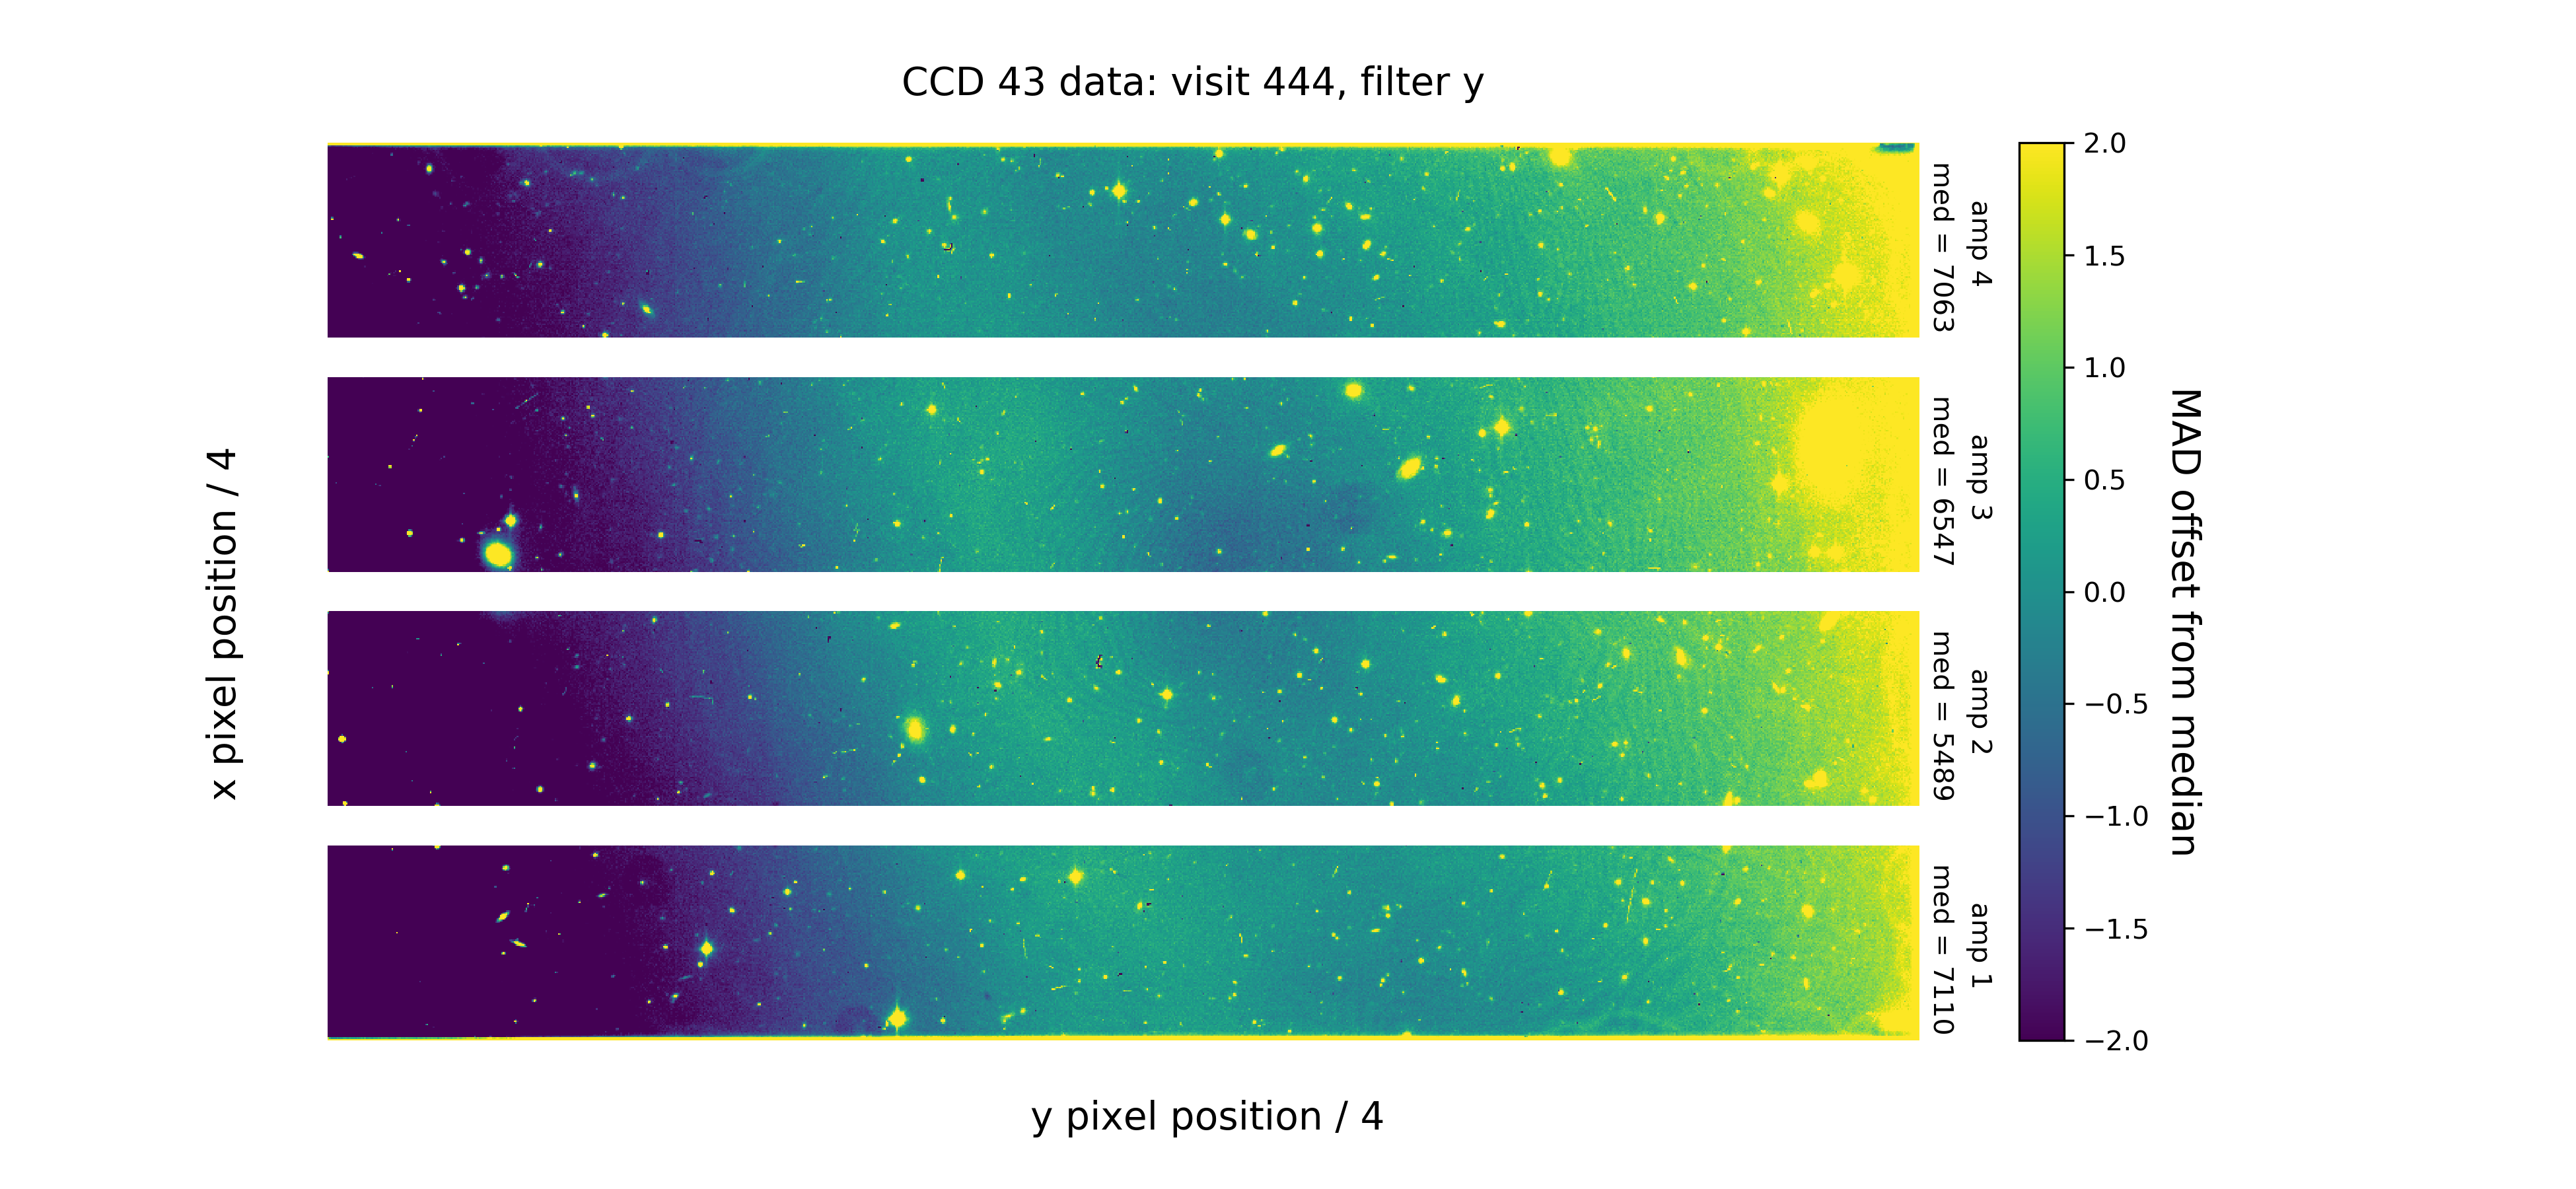 CCD 43 data: visit 444, filter y
x pixel position / 4
amp 4
med = 7063
amp 3
med = 6547
amp 2
med = 5489
amp 1
med = 7110
2.0
1.5
1.0
0.5
0.0
−0.5
−1.0
−1.5
−2.0
MAD offset from median
y pixel position / 4